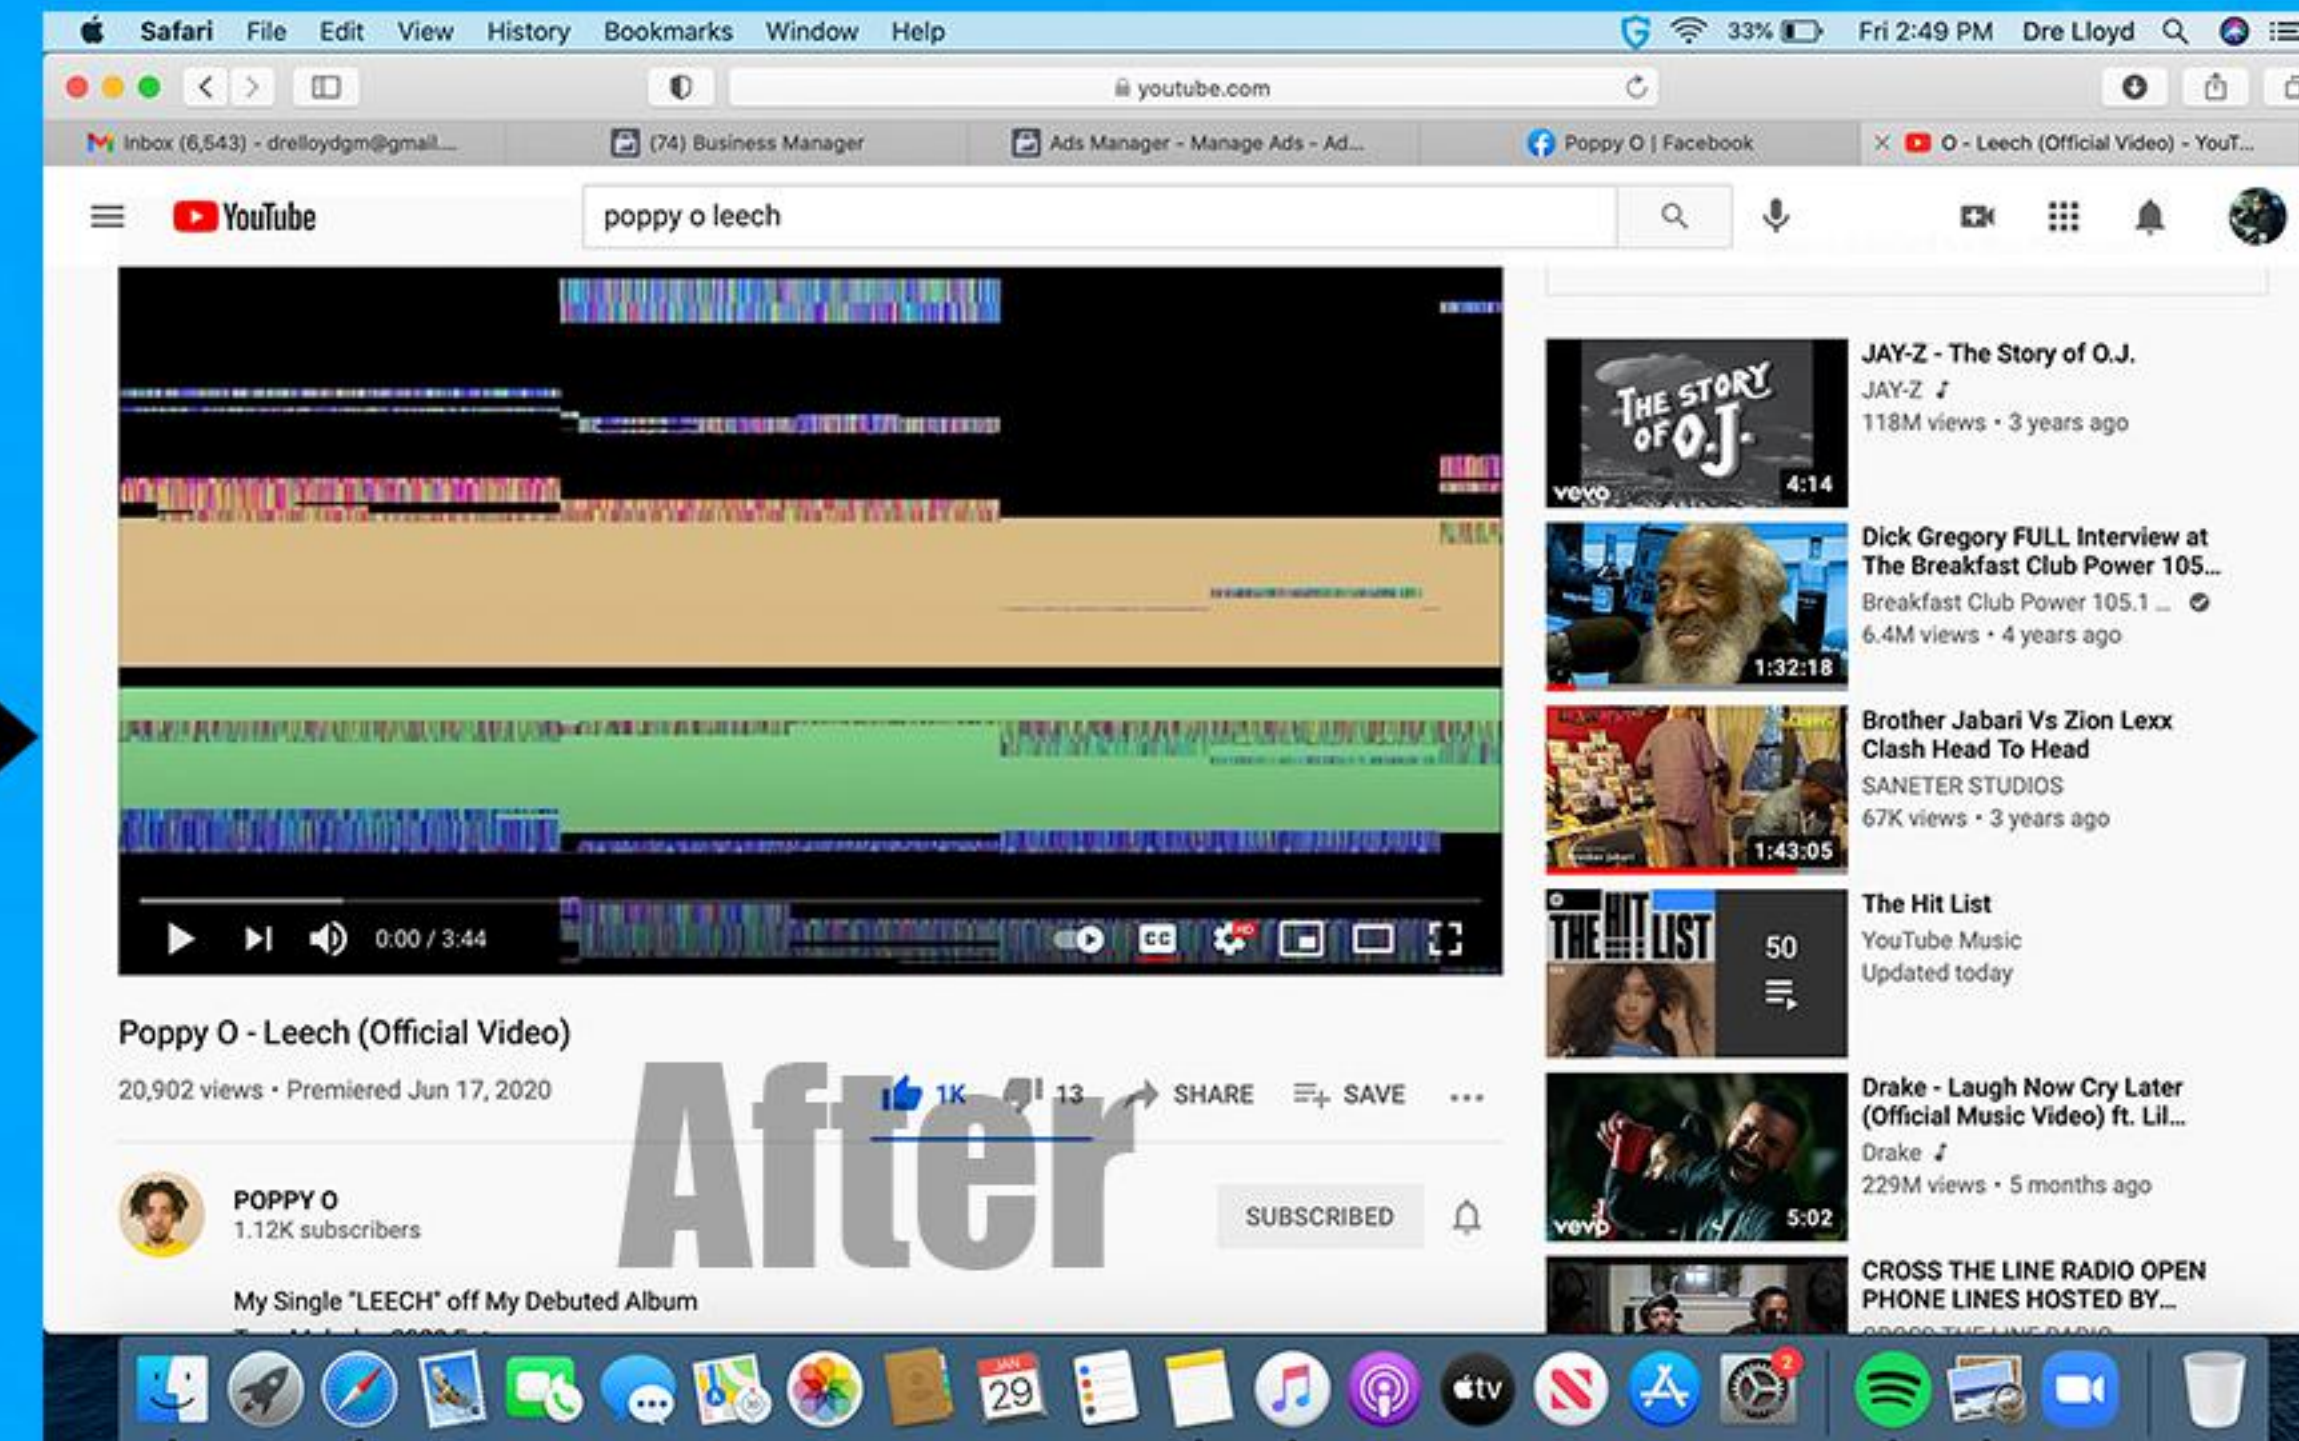 Safari File Edit View History Bookmarks Window Help 33% Fri 2:49 PM Dre Lloyd
youtube.com
Inbox (6,543) - drelloydgm@gmail.... (74) Business Manager Ads Manager - Manage Ads - Ad... Poppy O | Facebook O - Leech (Official Video) - YouT...
YouTube poppy o leech
0:00 / 3:44 CC HD
Poppy O - Leech (Official Video)
20,902 views • Premiered Jun 17, 2020 1K 13 SHARE SAVE
After
POPPY O
1.12K subscribers
SUBSCRIBED
My Single "LEECH" off My Debuted Album
THE STORY
OF O.J.
vevo 4:14
JAY-Z - The Story of O.J.
JAY-Z
118M views • 3 years ago
1:32:18
Dick Gregory FULL Interview at
The Breakfast Club Power 105...
Breakfast Club Power 105.1 ...
6.4M views • 4 years ago
1:43:05
Brother Jabari Vs Zion Lexx
Clash Head To Head
SANETER STUDIOS
67K views • 3 years ago
THE HIT LIST
50
The Hit List
YouTube Music
Updated today
vevo 5:02
Drake - Laugh Now Cry Later
(Official Music Video) ft. Lil...
Drake
229M views • 5 months ago
CROSS THE LINE RADIO OPEN
PHONE LINES HOSTED BY...
JAN
29
tv
2